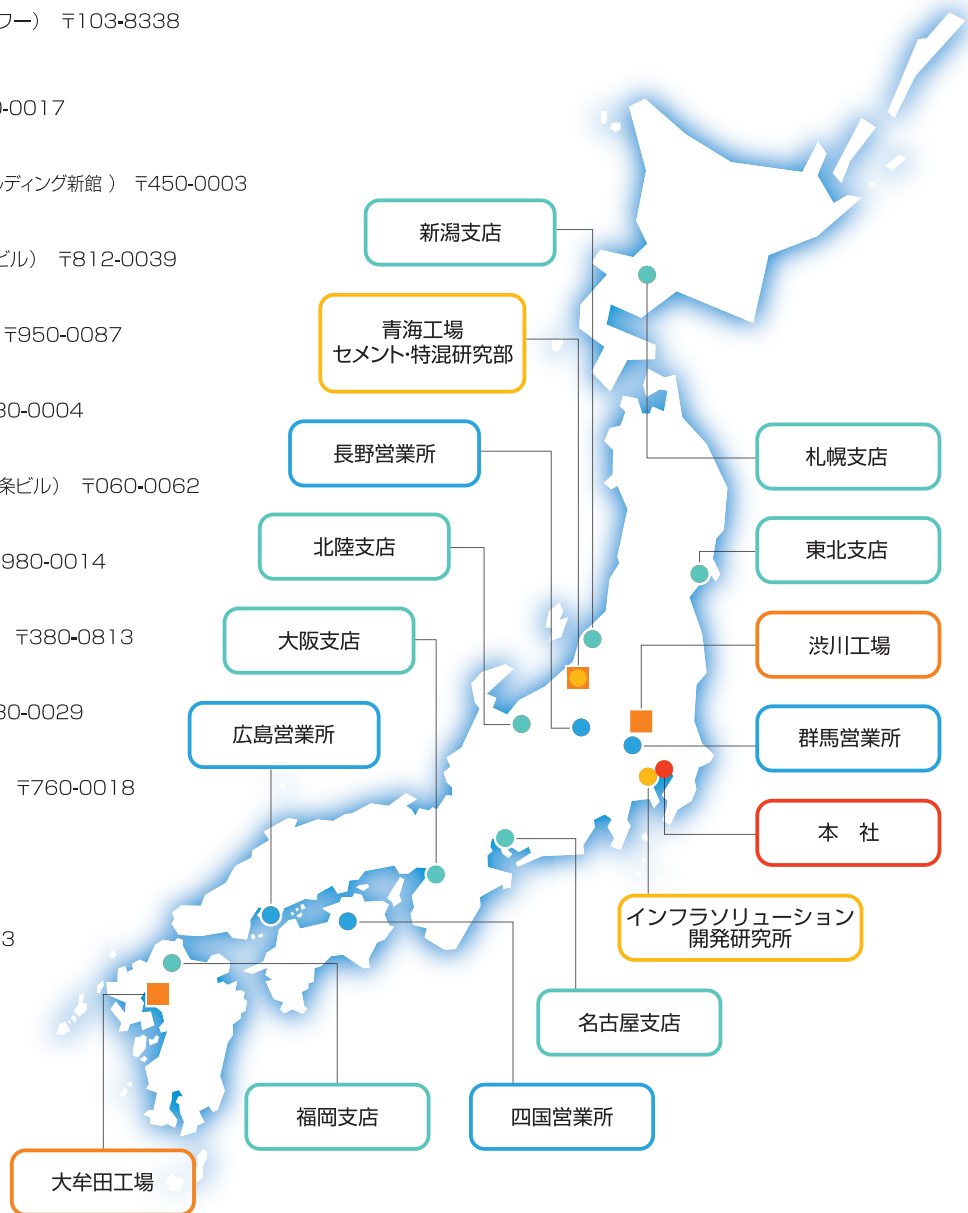 フー） 〒103-8338
-0017
ルディング新館 ） 〒450-0003
ビル） 〒812-0039
〒950-0087
30-0004
条ビル） 〒060-0062
980-0014
〒380-0813
30-0029
〒760-0018
3
新潟支店
青海工場
セメント･特混研究部
長野営業所
北陸支店
大阪支店
広島営業所
札幌支店
東北支店
渋川工場
群馬営業所
本　社
インフラソリューション
開発研究所
名古屋支店
四国営業所
福岡支店
大牟田工場